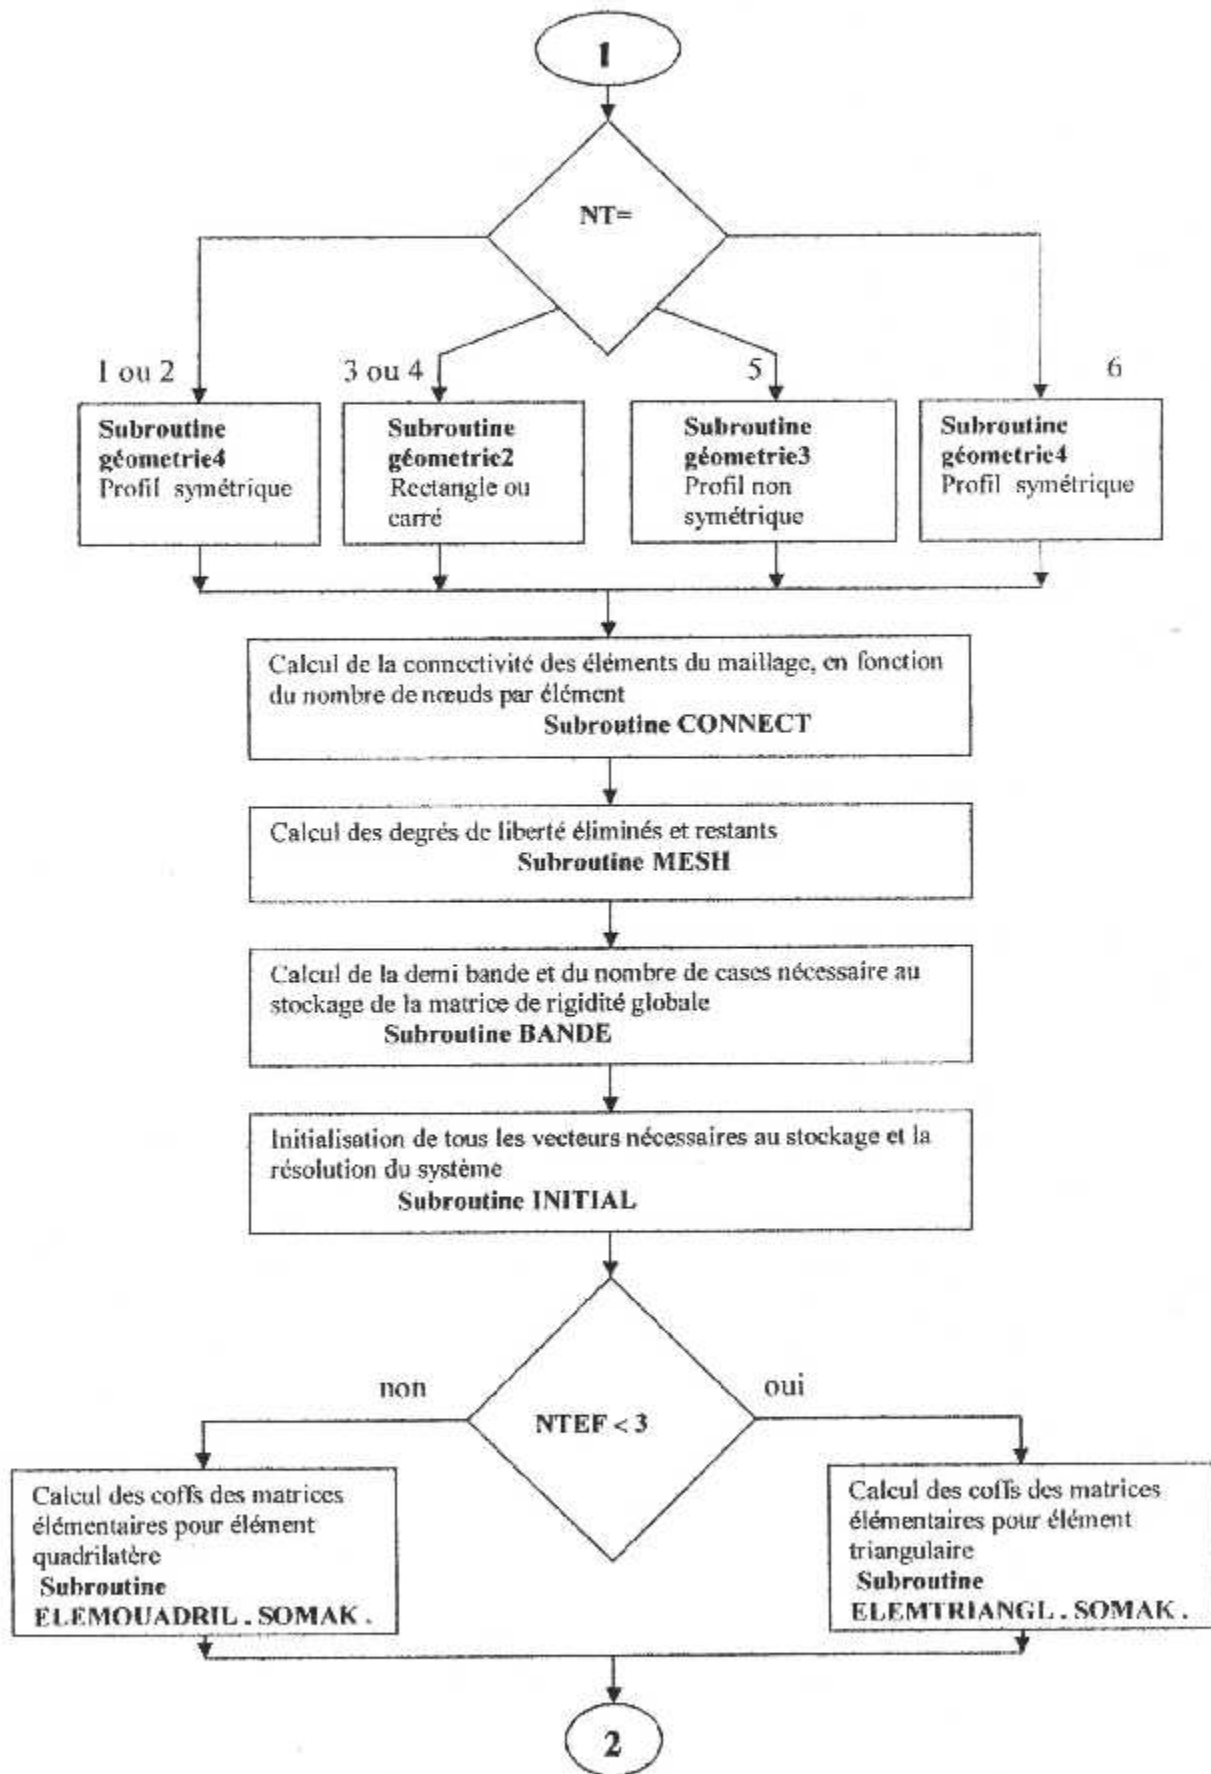 1
NT=
1 ou 2
3 ou 4
5
6
Subroutine
géometrie4
Profil symétrique
Subroutine
géometrie2
Rectangle ou
carré
Subroutine
géometrie3
Profil non
symétrique
Subroutine
géometrie4
Profil symétrique
Calcul de la connectivité des éléments du maillage, en fonction
du nombre de nœuds par élément
Subroutine CONNECT
Calcul des degrés de liberté éliminés et restants
Subroutine MESH
Calcul de la demi bande et du nombre de cases nécessaire au
stockage de la matrice de rigidité globale
Subroutine BANDE
Initialisation de tous les vecteurs nécessaires au stockage et la
résolution du système
Subroutine INITIAL
non
oui
NTEF < 3
Calcul des coffs des matrices
élémentaires pour élément
quadrilatère
Subroutine
ELEMOUADRIL . SOMAK .
Calcul des coffs des matrices
élémentaires pour élément
triangulaire
Subroutine
ELEMTRIANGL . SOMAK .
2